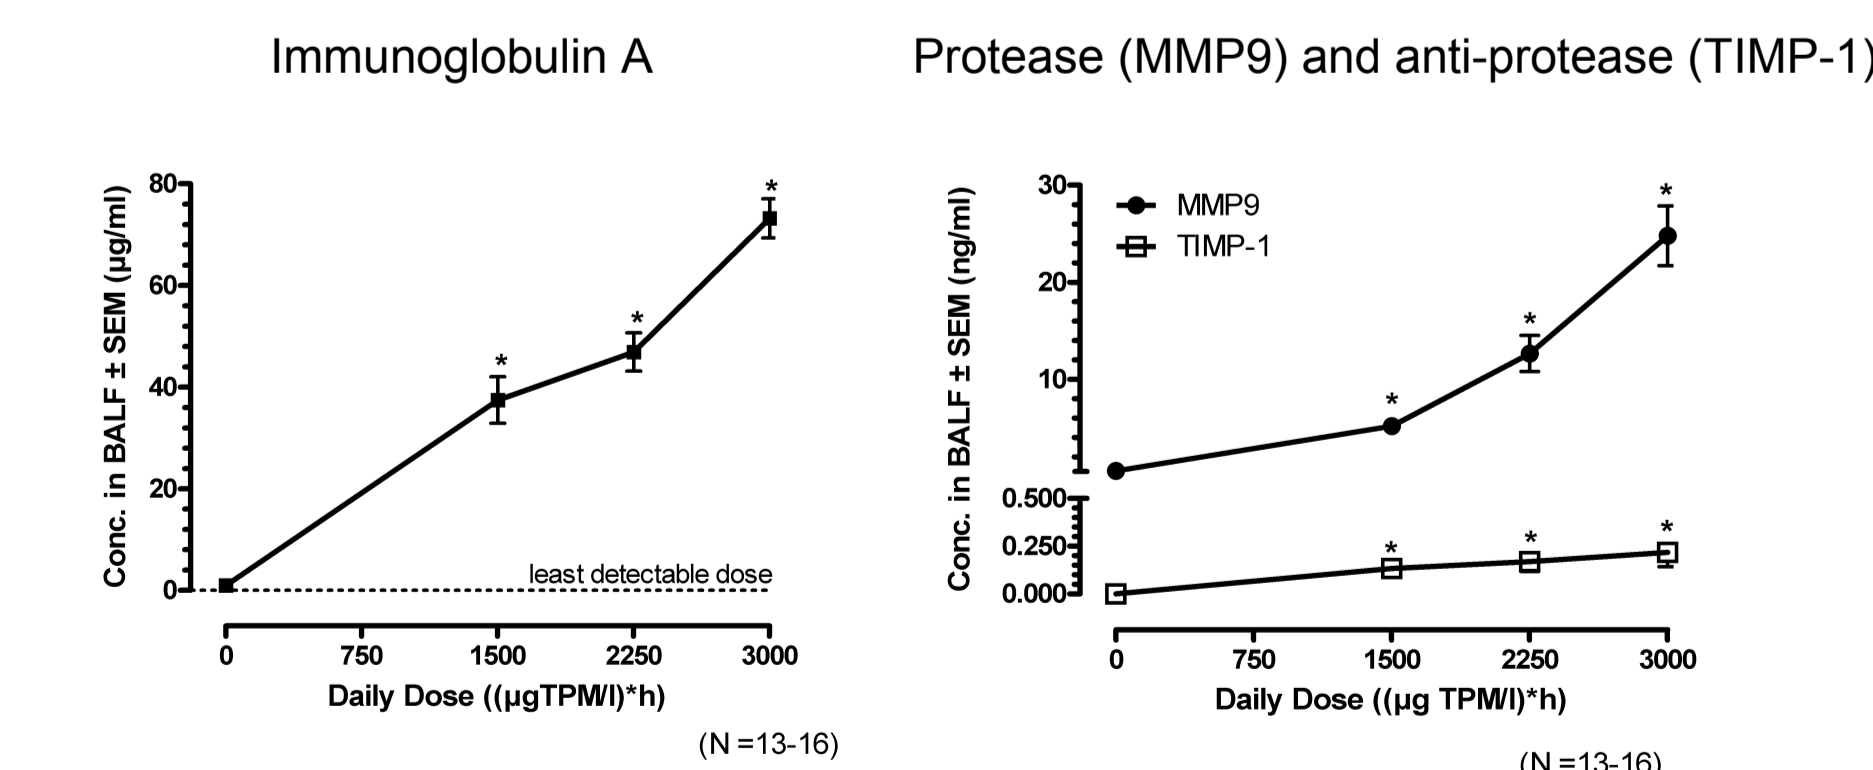 Immunoglobulin A
Conc. in BALF ± SEM (µg/ml)
80
60
40
20
0
*
*
*
least detectable dose
0 750 1500 2250 3000
Daily Dose ((µgTPM/l)*h)
(N =13-16)
Protease (MMP9) and anti-protease (TIMP-1)
Conc. in BALF ± SEM (ng/ml)
30
20
10
0.500
0.250
0.000
MMP9
TIMP-1
*
*
*
*
*
*
0 750 1500 2250 3000
Daily Dose ((µg TPM/l)*h)
(N =13-16)